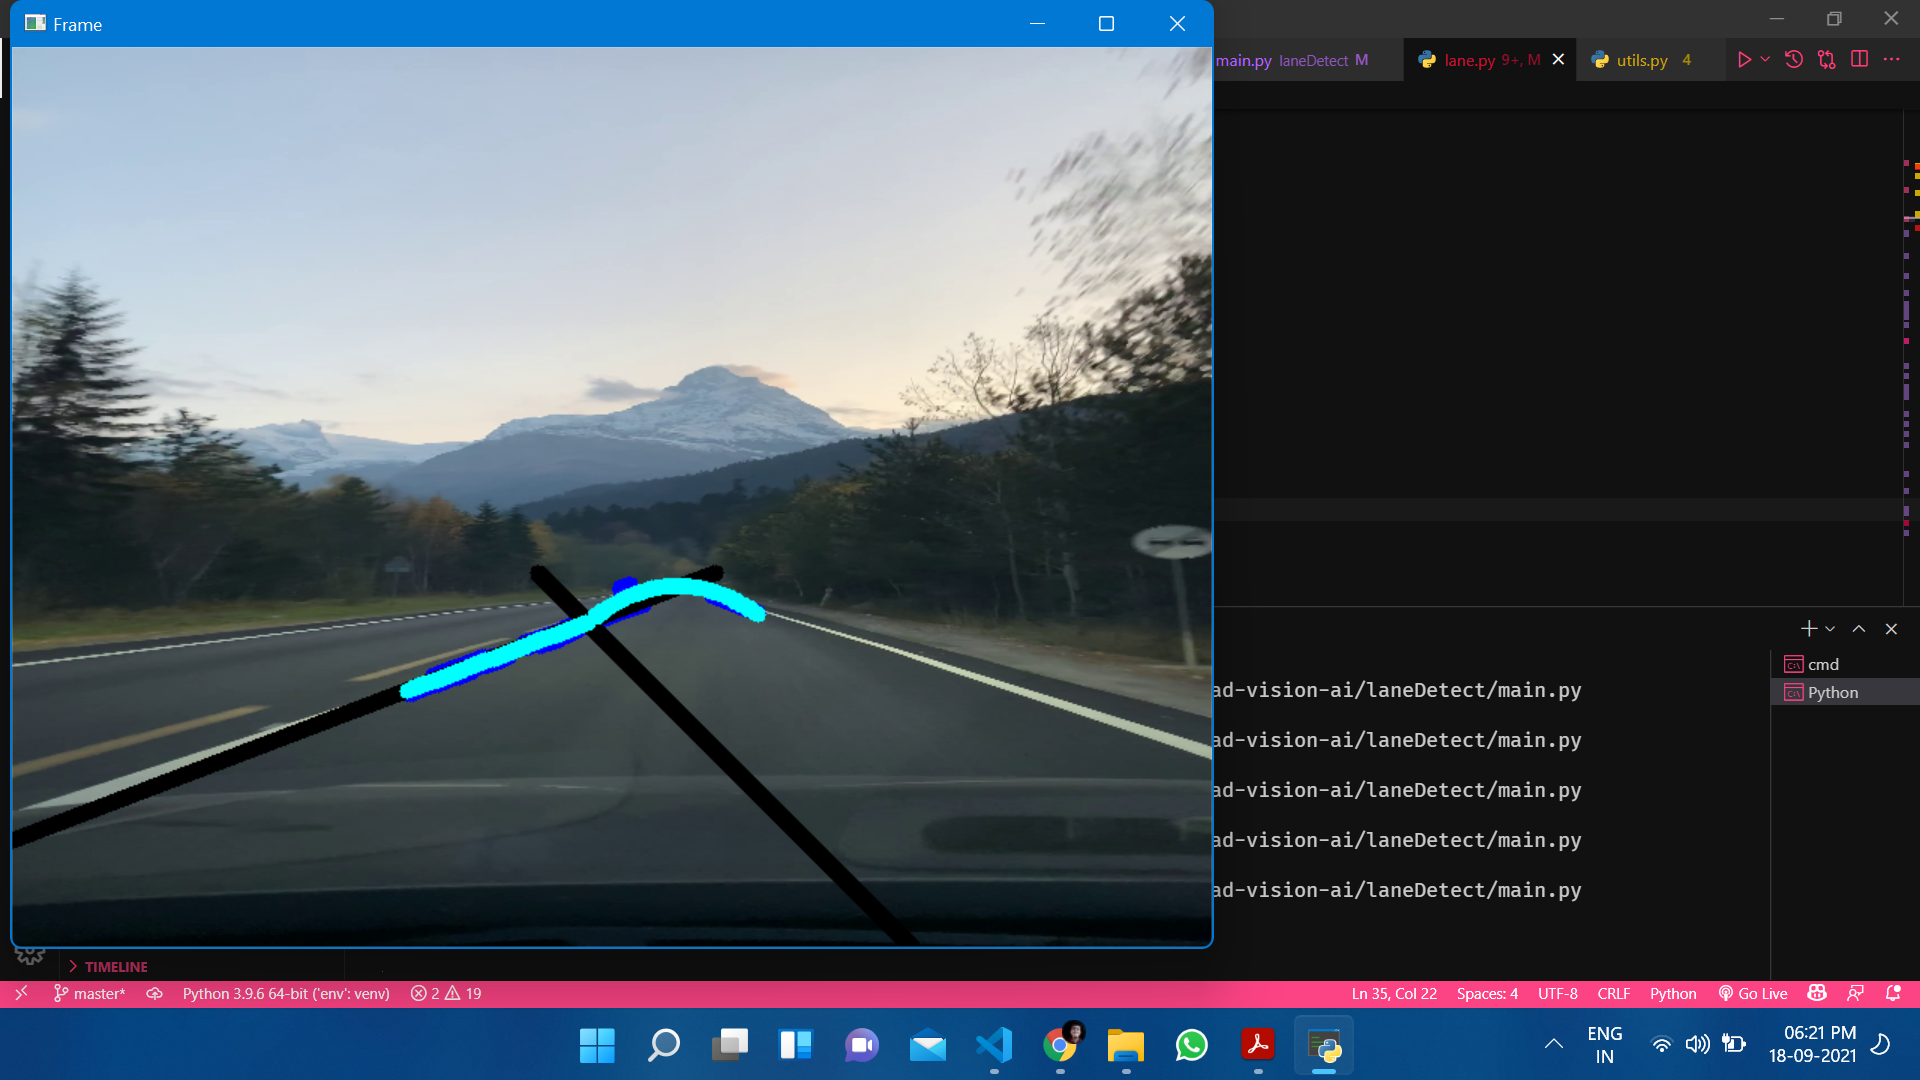 Frame
main.py laneDetect M
lane.py 9+, M
utils.py 4
cmd
Python
ad-vision-ai/laneDetect/main.py
ad-vision-ai/laneDetect/main.py
ad-vision-ai/laneDetect/main.py
ad-vision-ai/laneDetect/main.py
ad-vision-ai/laneDetect/main.py
TIMELINE
master* Python 3.9.6 64-bit ('env': venv) 2 19 Ln 35, Col 22 Spaces: 4 UTF-8 CRLF Python Go Live
ENG
IN
06:21 PM
18-09-2021